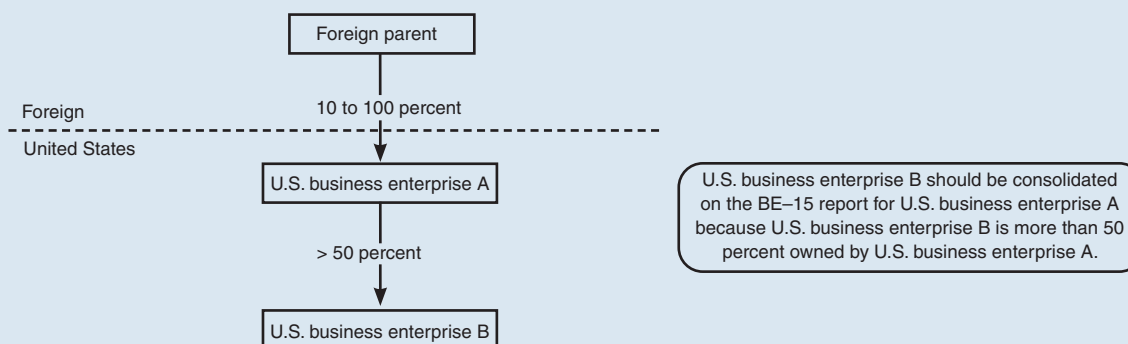 Foreign parent
10 to 100 percent
Foreign
United States
U.S. business enterprise A
> 50 percent
U.S. business enterprise B
U.S. business enterprise B should be consolidated
on the BE–15 report for U.S. business enterprise A
because U.S. business enterprise B is more than 50
percent owned by U.S. business enterprise A.